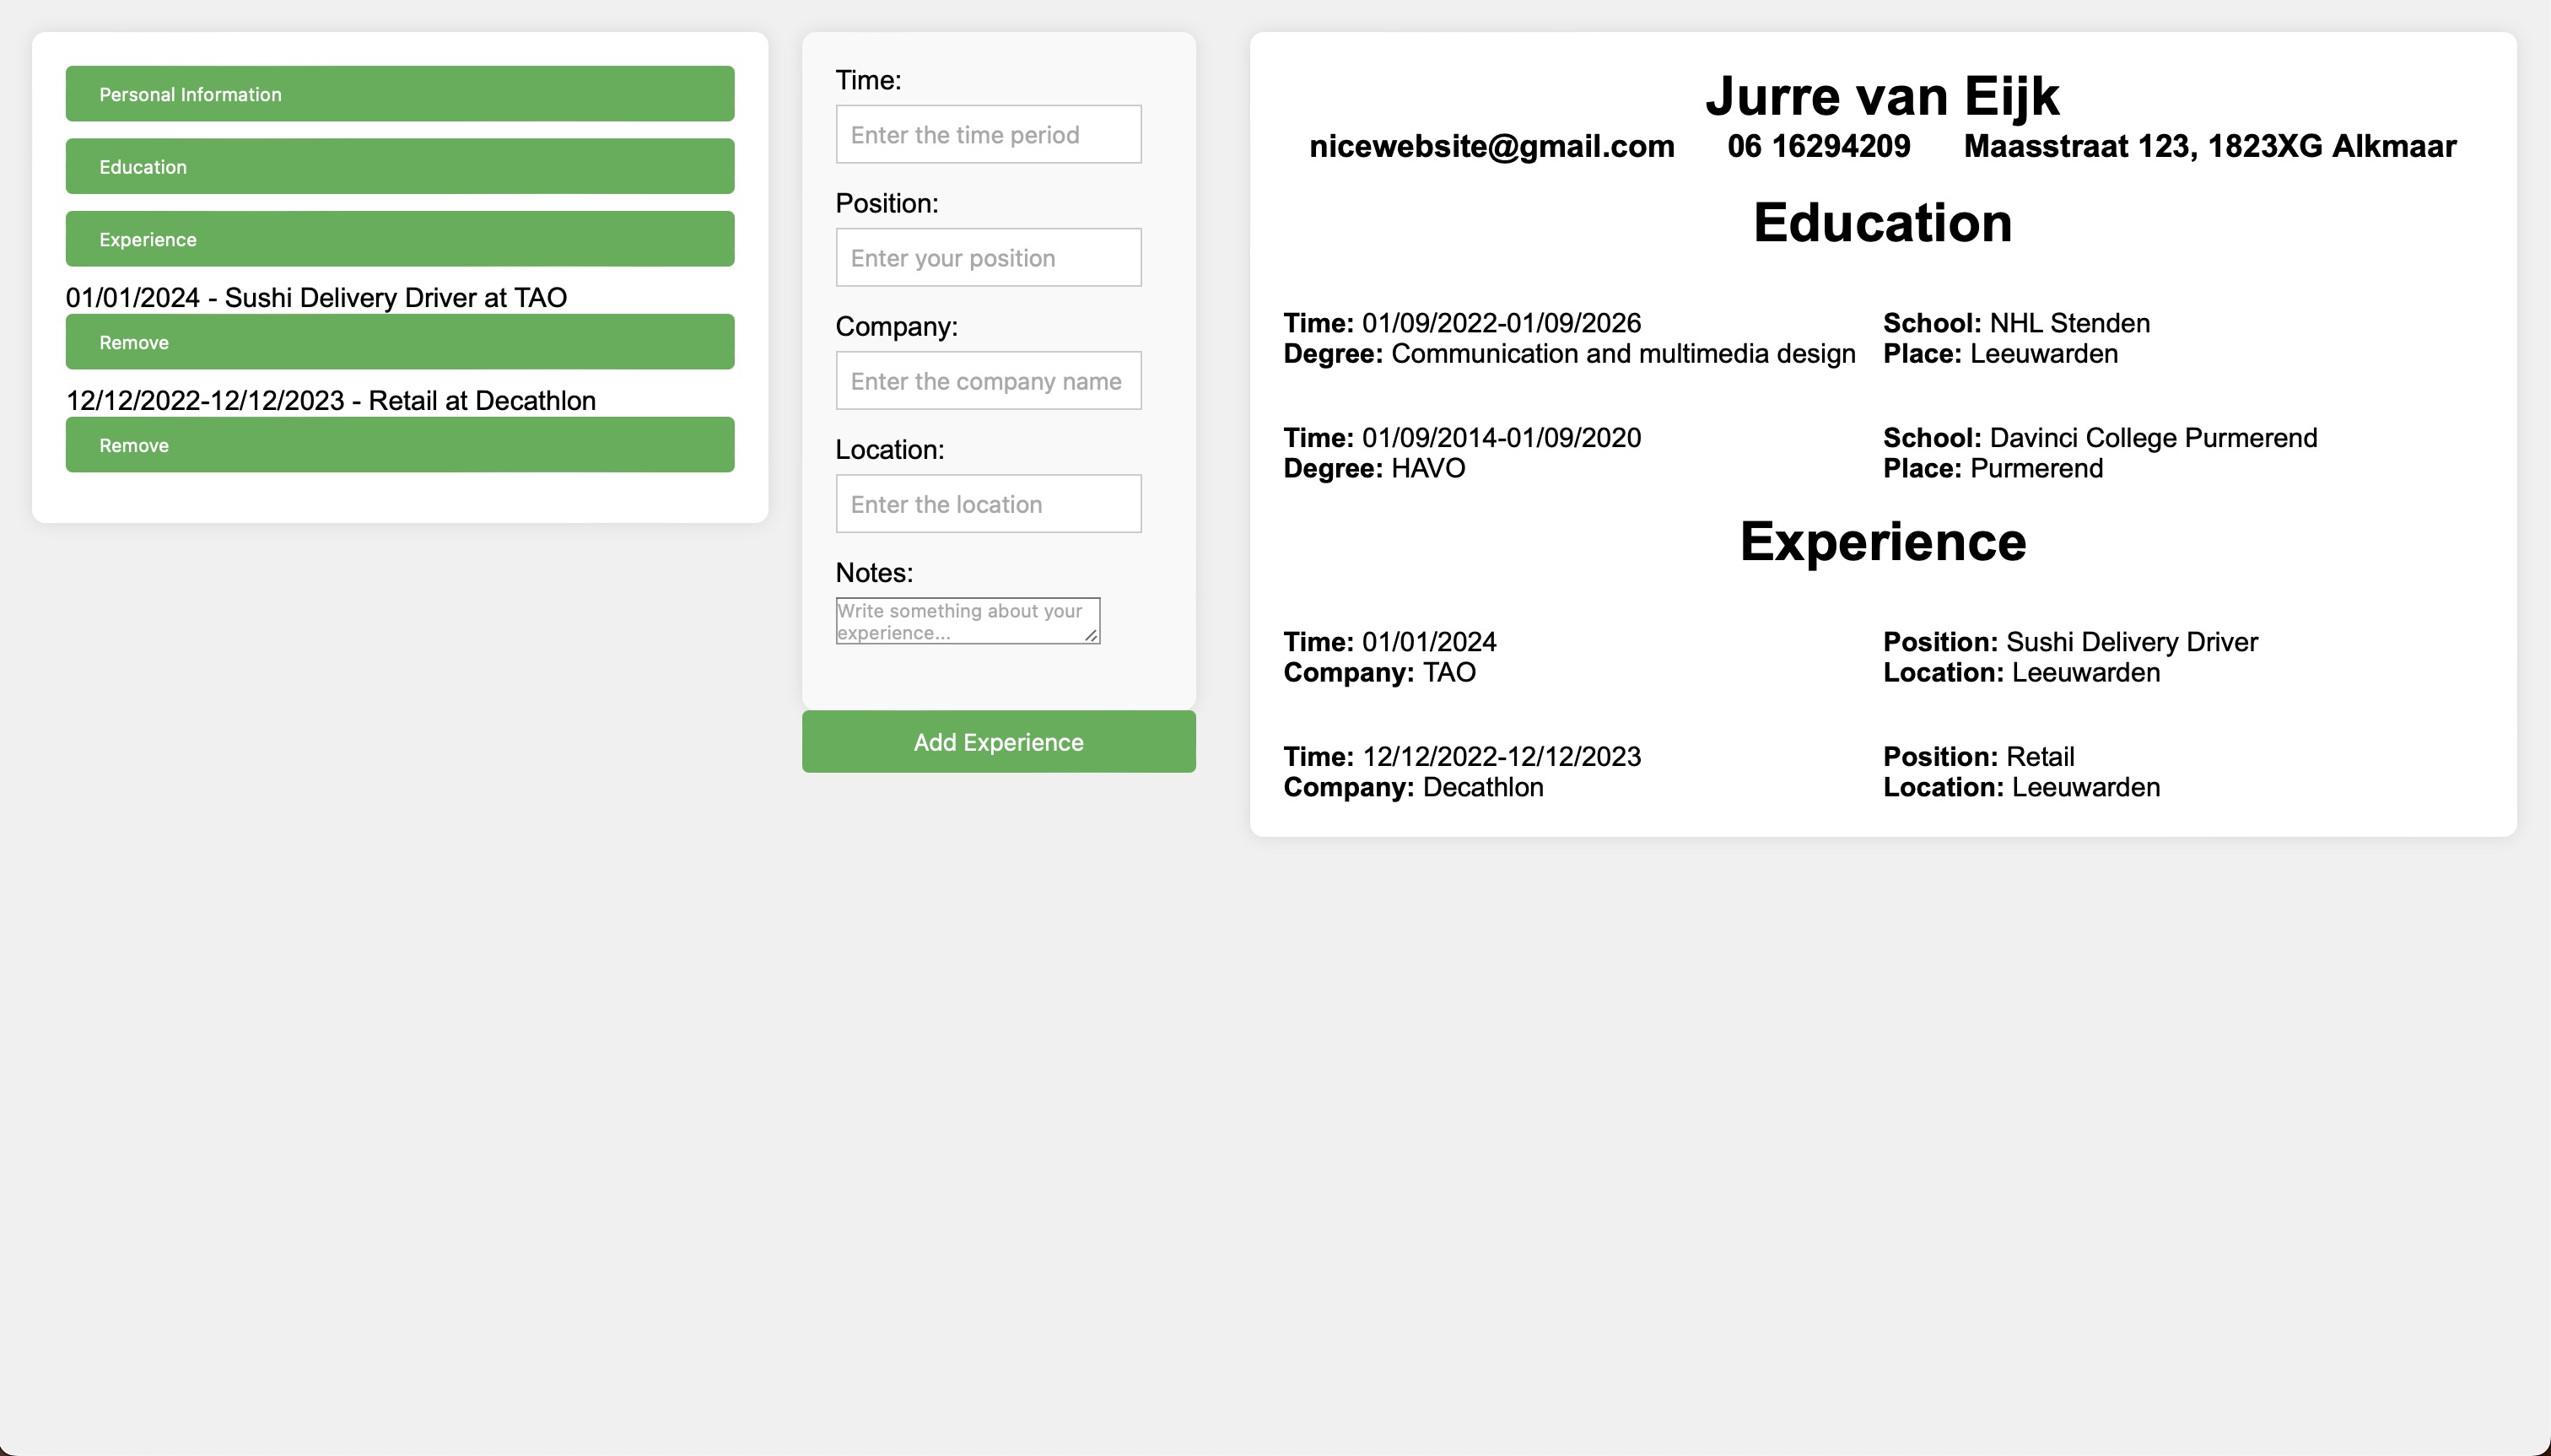 Personal Information
Education
Experience
01/01/2024 - Sushi Delivery Driver at TAO
Remove
12/12/2022-12/12/2023 - Retail at Decathlon
Remove
Time:
Enter the time period
Position:
Enter your position
Company:
Enter the company name
Location:
Enter the location
Notes:
Write something about your
experience...
Add Experience
Jurre van Eijk
nicewebsite@gmail.com 06 16294209 Maasstraat 123, 1823XG Alkmaar
Education
Time: 01/09/2022-01/09/2026 School: NHL Stenden
Degree: Communication and multimedia design Place: Leeuwarden
Time: 01/09/2014-01/09/2020 School: Davinci College Purmerend
Degree: HAVO Place: Purmerend
Experience
Time: 01/01/2024 Position: Sushi Delivery Driver
Company: TAO Location: Leeuwarden
Time: 12/12/2022-12/12/2023 Position: Retail
Company: Decathlon Location: Leeuwarden